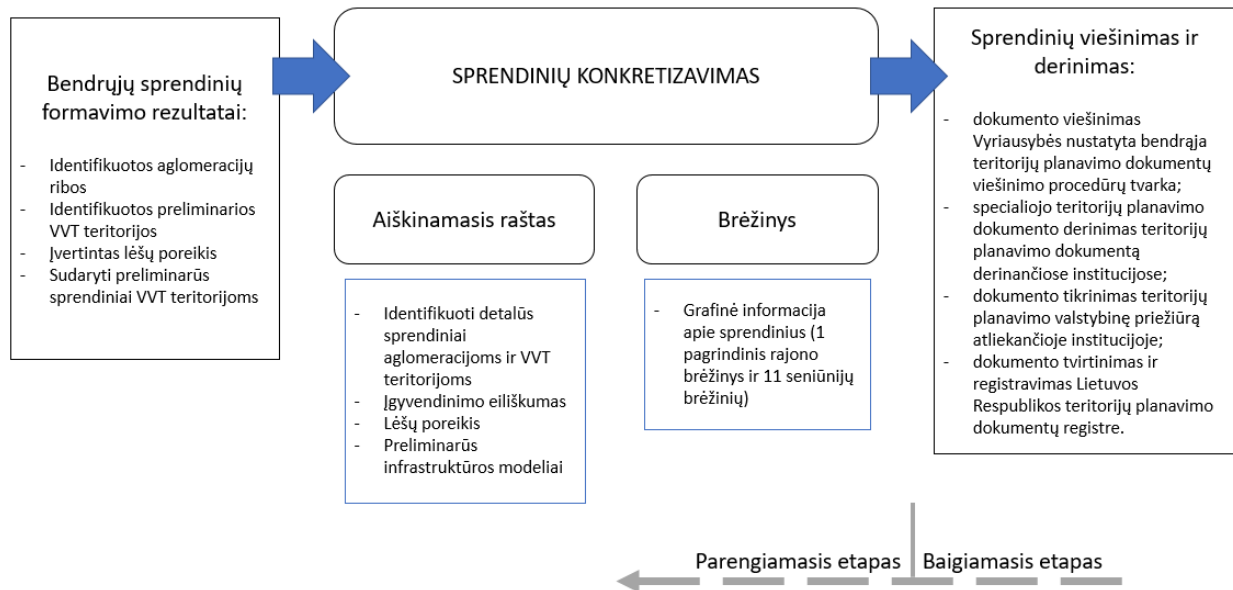 Bendrųjų sprendinių
formavimo rezultatai:
- Identifikuotos aglomeracijų
ribos
- Identifikuotos preliminarios
VVT teritorijos
- Įvertintas lėšų poreikis
- Sudaryti preliminarūs
sprendiniai VVT teritorijoms
SPRENDINIŲ KONKRETIZAVIMAS
Aiškinamasis raštas
- Identifikuoti detalūs
sprendiniai
aglomeracijoms ir VVT
teritorijoms
- Įgyvendinimo eiliškumas
- Lėšų poreikis
- Preliminarūs
infrastruktūros modeliai
Brėžinys
- Grafinė informacija
apie sprendinius (1
pagrindinis rajono
brėžinys ir 11 seniūnijų
brėžinių)
Sprendinių viešinimas ir
derinimas:
- dokumento viešinimas
Vyriausybės nustatyta bendrąja
teritorijų planavimo dokumentų
viešinimo procedūrų tvarka;
- specialiojo teritorijų planavimo
dokumento derinimas teritorijų
planavimo dokumentą
derinančiose institucijose;
- dokumento tikrinimas teritorijų
planavimo valstybinę priežiūrą
atliekančioje institucijoje;
- dokumento tvirtinimas ir
registravimas Lietuvos
Respublikos teritorijų planavimo
dokumentų registre.
Parengiamasis etapas
Baigiamasis etapas